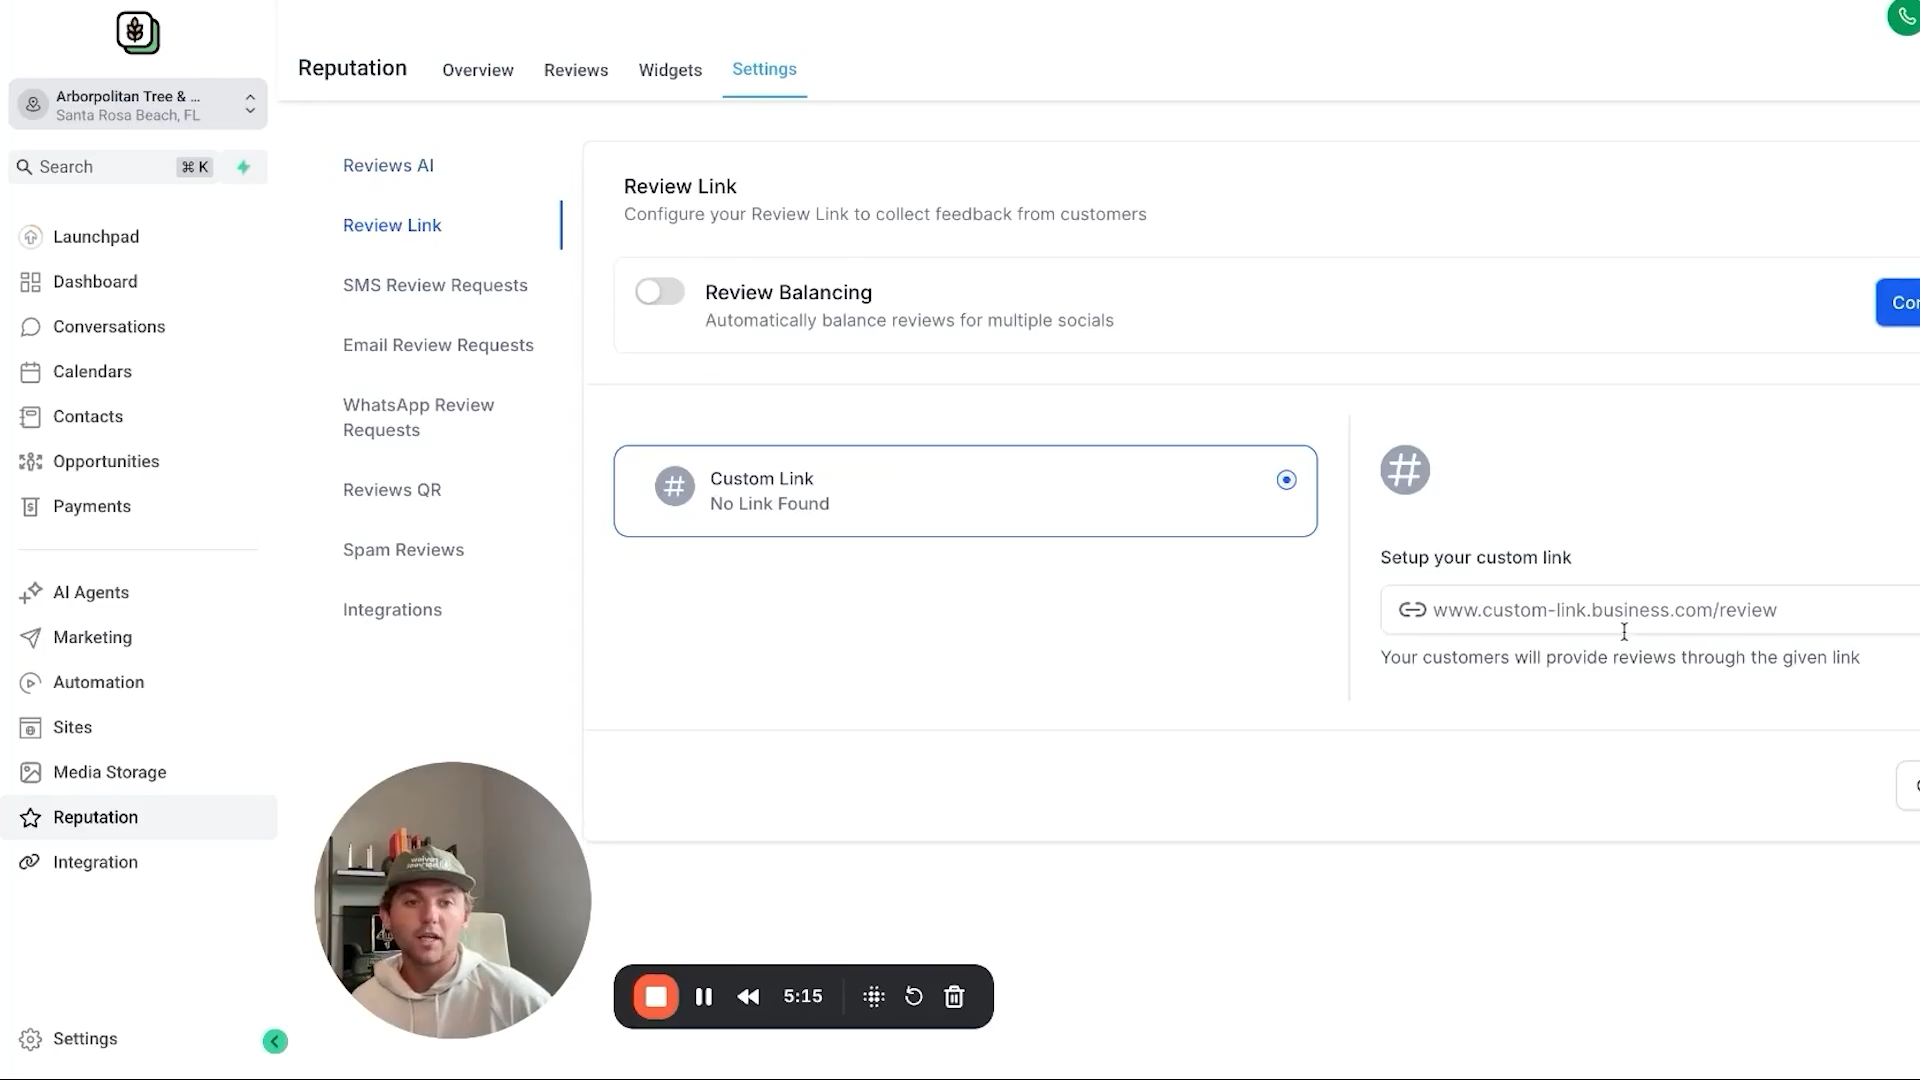 Arborpolitan Tree & ...
Santa Rosa Beach, FL
Search
⌘ K
Launchpad
Dashboard
Conversations
Calendars
Contacts
Opportunities
Payments
AI Agents
Marketing
Automation
Sites
Media Storage
Reputation
Integration
Settings
Reputation
Overview
Reviews
Widgets
Settings
Reviews AI
Review Link
SMS Review Requests
Email Review Requests
WhatsApp Review
Requests
Reviews QR
Spam Reviews
Integrations
Review Link
Configure your Review Link to collect feedback from customers
Review Balancing
Automatically balance reviews for multiple socials
Custom Link
No Link Found
Setup your custom link
www.custom-link.business.com/review
Your customers will provide reviews through the given link
5:15